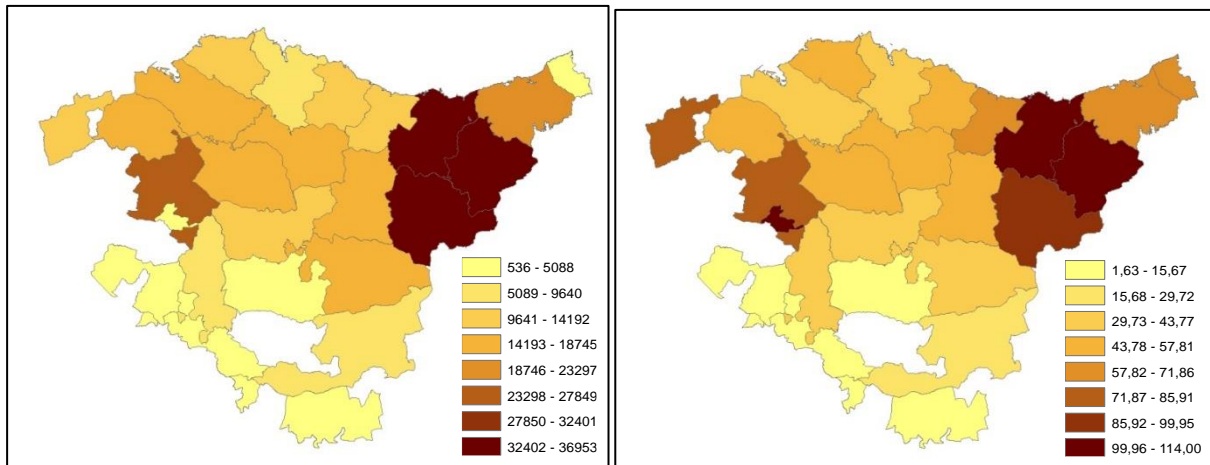 536 - 5088
5089 - 9640
9641 - 14192
14193 - 18745
18746 - 23297
23298 - 27849
27850 - 32401
32402 - 36953
1,63 - 15,67
15,68 - 29,72
29,73 - 43,77
43,78 - 57,81
57,82 - 71,86
71,87 - 85,91
85,92 - 99,95
99,96 - 114,00